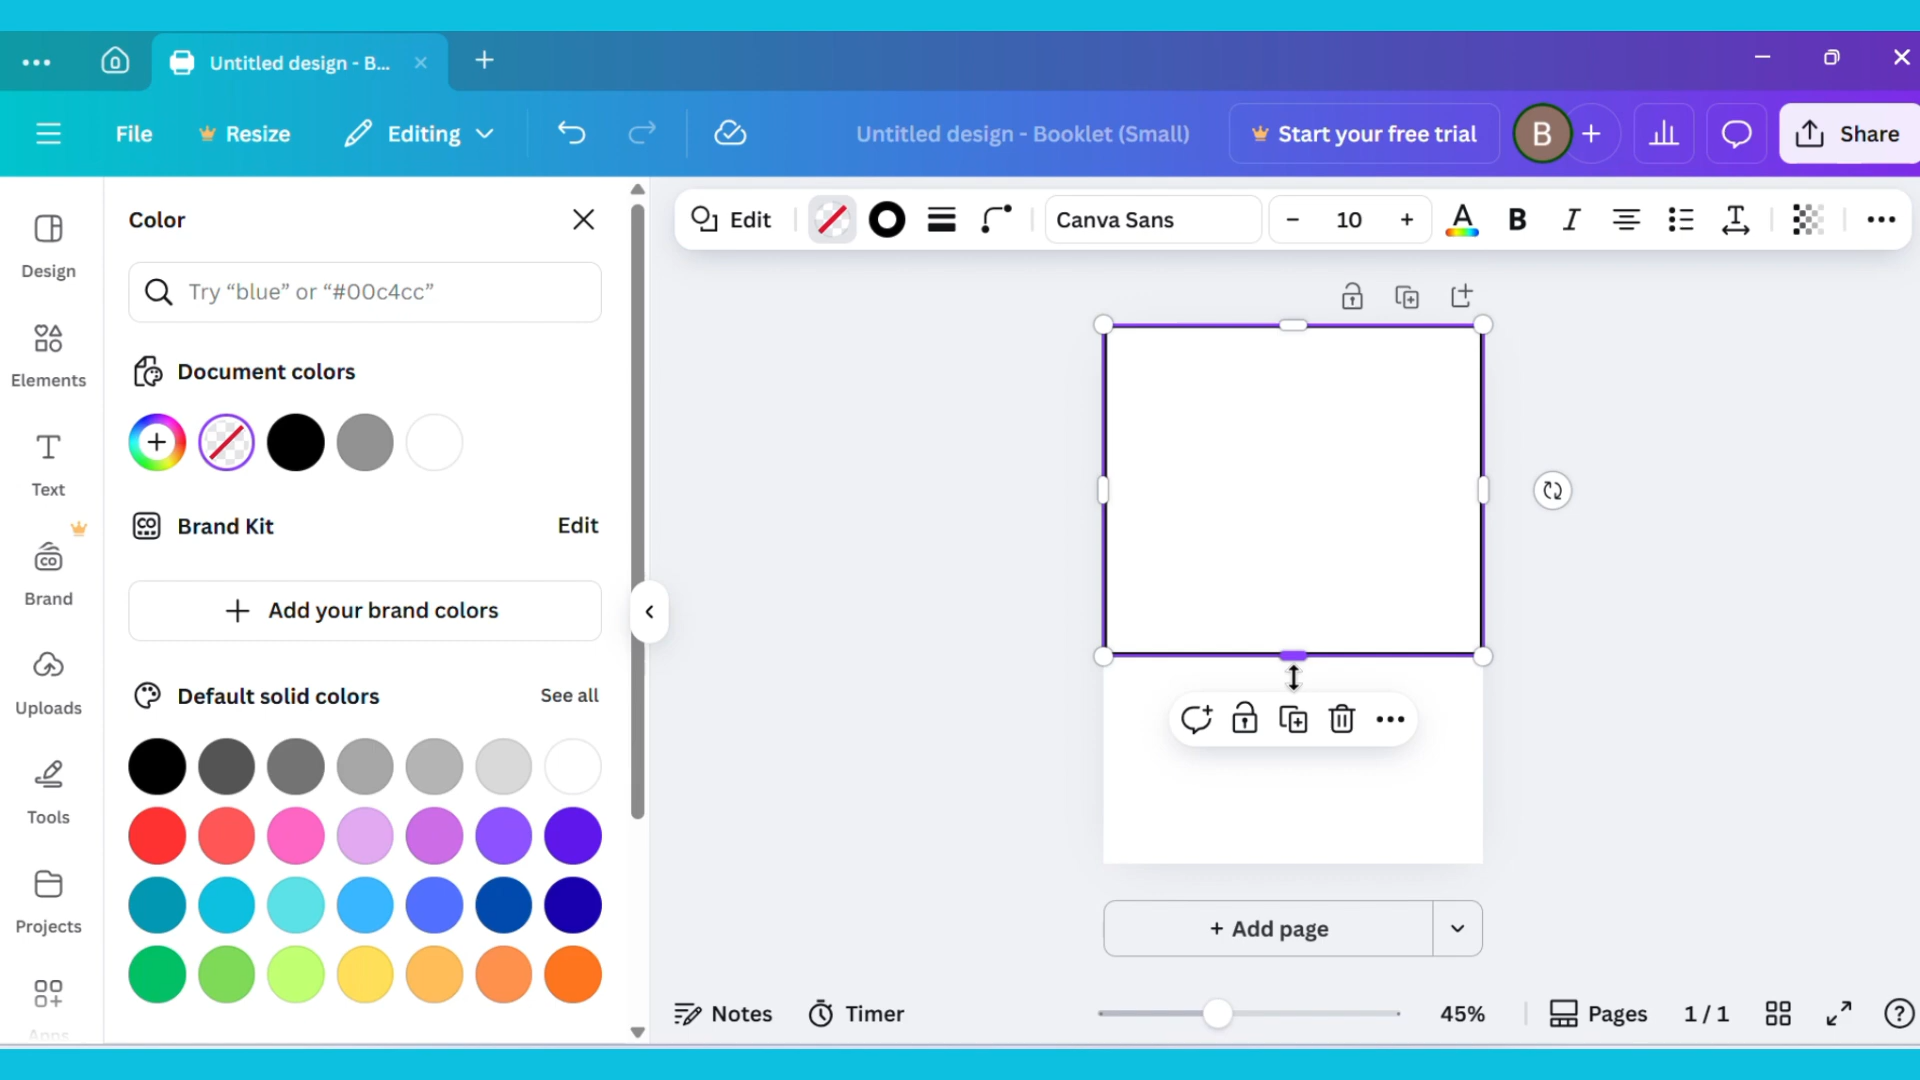 Untitled design - B...
File
Resize
Editing
Untitled design - Booklet (Small)
Start your free trial
B
Share
Design
Elements
Text
Brand
Uploads
Tools
Projects
Apps
Color
Try “blue” or “#00c4cc”
Document colors
Brand Kit
Edit
Add your brand colors
Default solid colors
See all
Edit
Canva Sans
10
+ Add page
Notes
Timer
45%
Pages
1 / 1